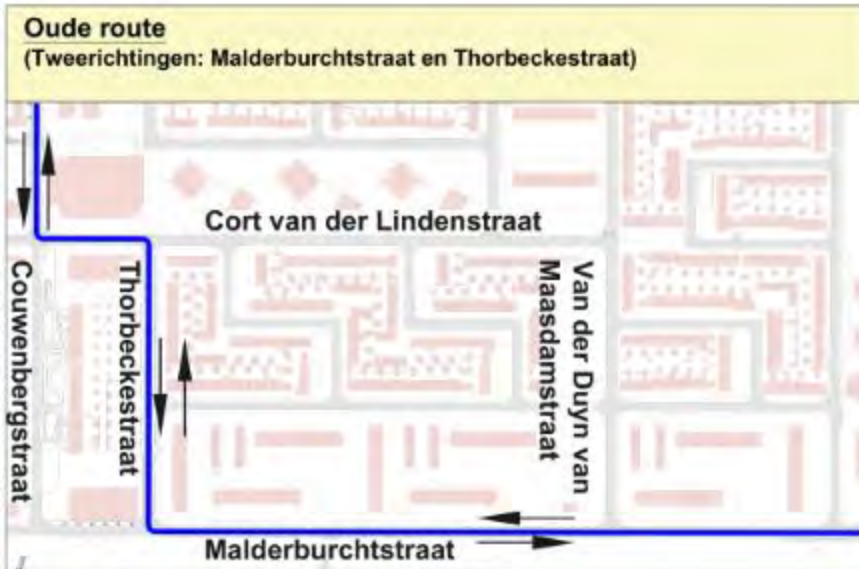 Oude route
(Tweerichtingen: Malderburchtstraat en Thorbeckestraat)
Cort van der Lindenstraat
Couwenbergstraat
Thorbeckestraat
Van der Duyn van
Maasdamstraat
Malderburchtstraat